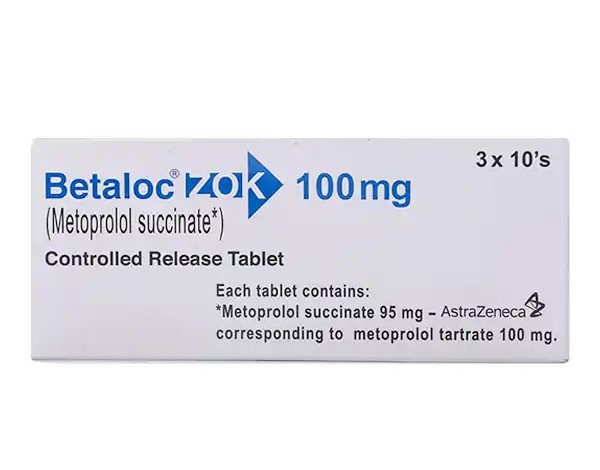 3 x 10's
Betaloc® ZOK 100 mg
(Metoprolol succinate*)
Controlled Release Tablet
Each tablet contains:
*Metoprolol succinate 95 mg – AstraZeneca
corresponding to metoprolol tartrate 100 mg.